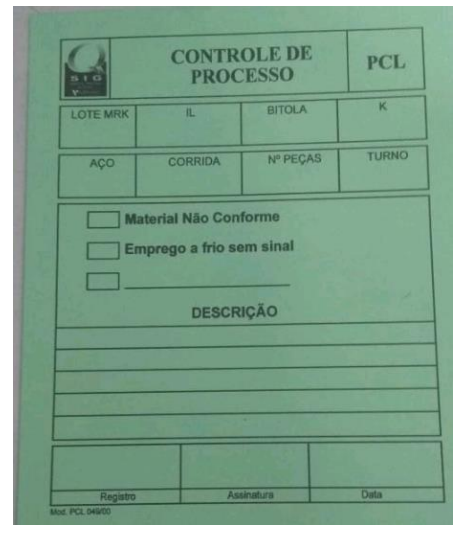 SIG
CONTROLE DE
PROCESSO
PCL
LOTE MRK
IL
BITOLA
K
AÇO
CORRIDA
Nº PEÇAS
TURNO
Material Não Conforme
Emprego a frio sem sinal
DESCRIÇÃO
Registro
Assinatura
Data
Mod. PCL 049/00